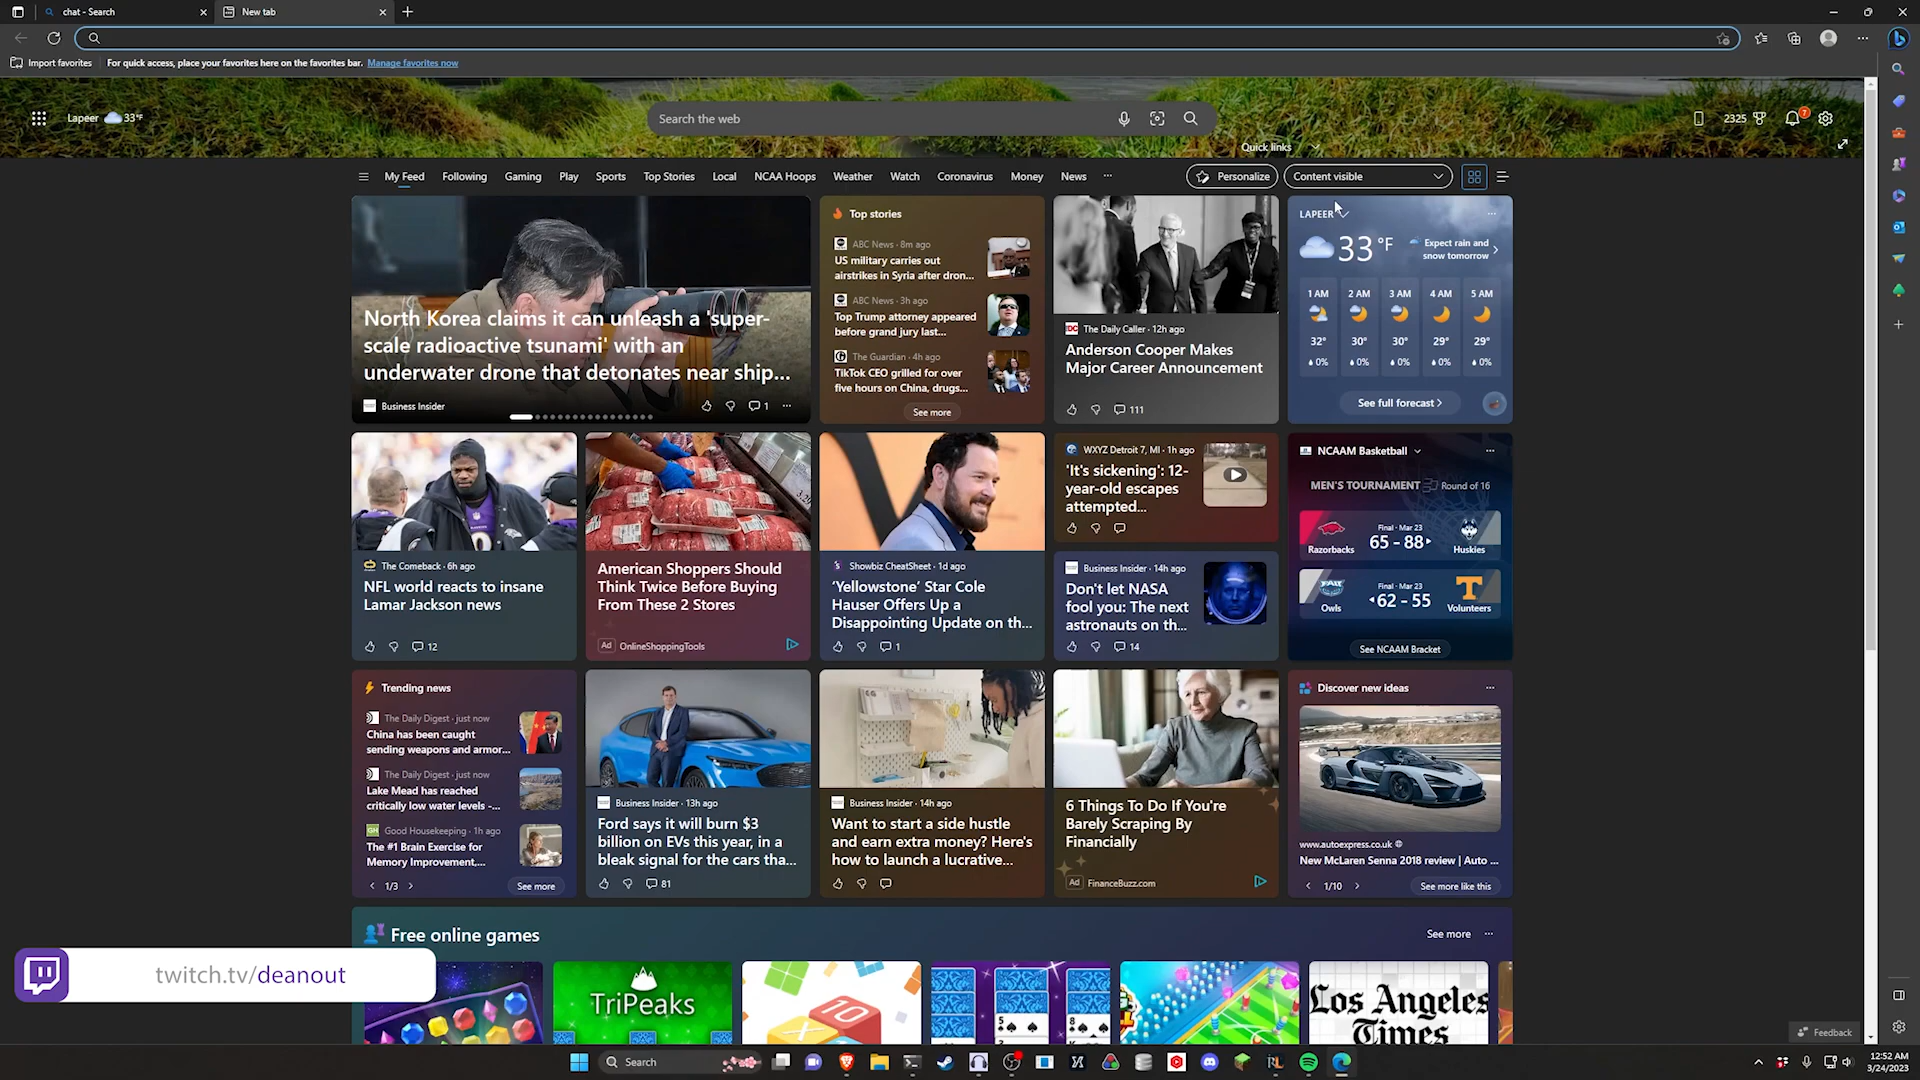 chat - Search
New tab
Import favorites
For quick access, place your favorites here on the favorites bar. Manage favorites now
Lapeer 33°F
Search the web
2325
7
Quick links
My Feed
Following
Gaming
Play
Sports
Top Stories
Local
NCAA Hoops
Weather
Watch
Coronavirus
Money
News
Personalize
Content visible
North Korea claims it can unleash a 'super-
scale radioactive tsunami' with an
underwater drone that detonates near ship...
Business Insider
1
Top stories
ABC News · 8m ago
US military carries out
airstrikes in Syria after dron...
ABC News · 3h ago
Top Trump attorney appeared
before grand jury last...
The Guardian · 4h ago
TikTok CEO grilled for over
five hours on China, drugs...
See more
The Daily Caller · 12h ago
Anderson Cooper Makes
Major Career Announcement
111
LAPEER
33 °F
Expect rain and
snow tomorrow
1 AM 2 AM 3 AM 4 AM 5 AM
32° 30° 30° 29° 29°
0% 0% 0% 0% 0%
See full forecast
The Comeback · 6h ago
NFL world reacts to insane
Lamar Jackson news
12
American Shoppers Should
Think Twice Before Buying
From These 2 Stores
Ad OnlineShoppingTools
Showbiz CheatSheet · 1d ago
‘Yellowstone’ Star Cole
Hauser Offers Up a
Disappointing Update on th...
1
WXYZ Detroit 7, MI · 1h ago
'It's sickening': 12-
year-old escapes
attempted...
Business Insider · 14h ago
Don't let NASA
fool you: The next
astronauts on th...
14
NCAAM Basketball
MEN'S TOURNAMENT Round of 16
Final · Mar 23
65 - 88
Razorbacks Huskies
Final · Mar 23
62 - 55
Owls Volunteers
See NCAAM Bracket
Trending news
The Daily Digest · just now
China has been caught
sending weapons and armor...
The Daily Digest · just now
Lake Mead has reached
critically low water levels -...
Good Housekeeping · 1h ago
The #1 Brain Exercise for
Memory Improvement,...
1/3
See more
Business Insider · 13h ago
Ford says it will burn $3
billion on EVs this year, in a
bleak signal for the cars tha...
81
Business Insider · 14h ago
Want to start a side hustle
and earn extra money? Here's
how to launch a lucrative...
6 Things To Do If You're
Barely Scraping By
Financially
Ad FinanceBuzz.com
Discover new ideas
www.autoexpress.co.uk
New McLaren Senna 2018 review | Auto ...
1/10
See more like this
Free online games
See more
twitch.tv/deanout
TriPeaks
10
Los Angeles
Times
Feedback
Search
12:52 AM
3/24/2023